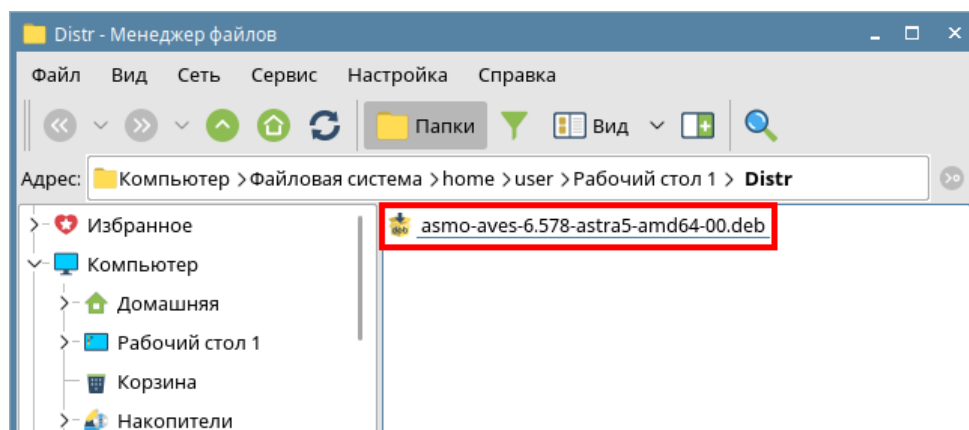 Distr - Менеджер файлов
Файл Вид Сеть Сервис Настройка Справка
Папки Вид
Адрес: Компьютер > Файловая система > home > user > Рабочий стол 1 > Distr
Избранное
asmo-aves-6.578-astra5-amd64-00.deb
Компьютер
Домашняя
Рабочий стол 1
Корзина
Накопители